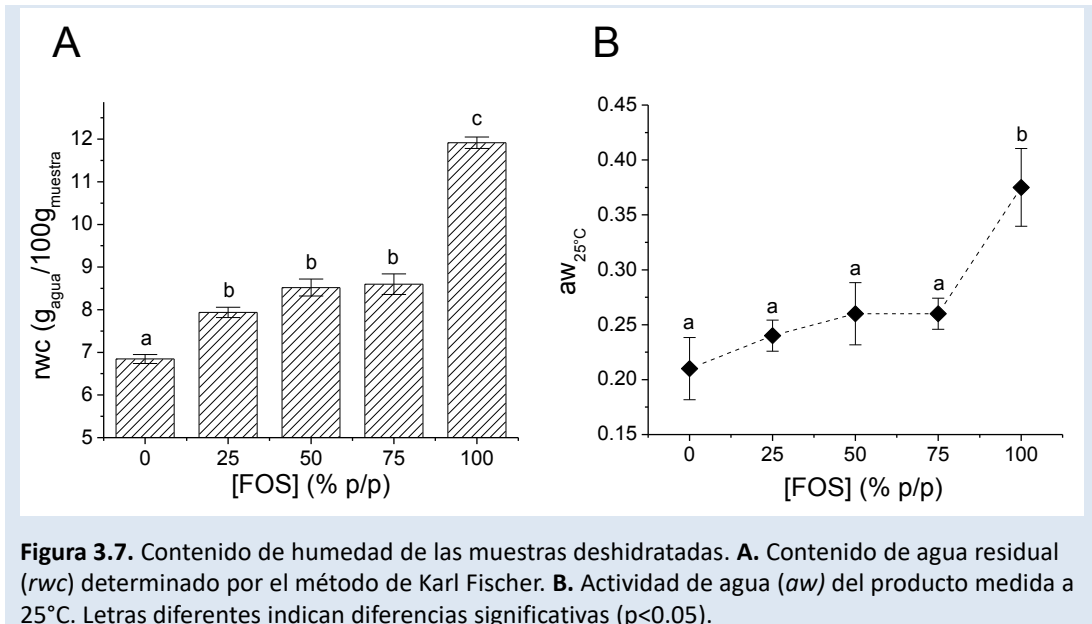 A
rwc (g_agua/100g_muestra
12
11
10
9
8
7
6
5
a
b
b
b
c
0 25 50 75 100
[FOS] (% p/p)
B
aw_25°C
0.45
0.40
0.35
0.30
0.25
0.20
0.15
a
a
a
a
b
0 25 50 75 100
[FOS] (% p/p)
Figura 3.7. Contenido de humedad de las muestras deshidratadas. A. Contenido de agua residual
(rwc) determinado por el método de Karl Fischer. B. Actividad de agua (aw) del producto medida a
25°C. Letras diferentes indican diferencias significativas (p<0.05).